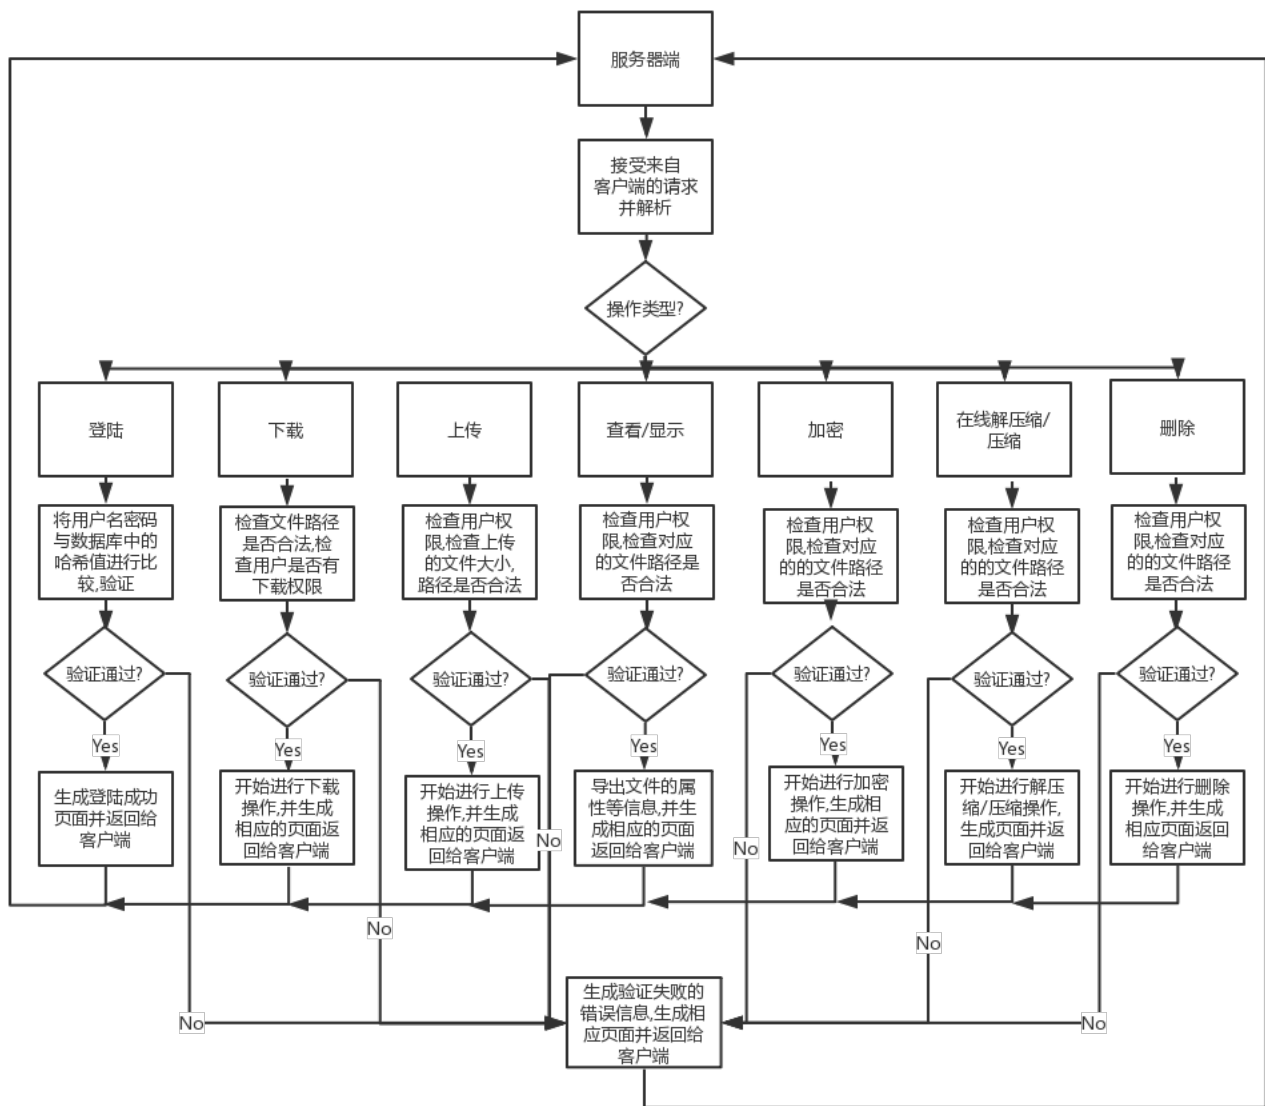 服务器端
接受来自
客户端的请求
并解析
操作类型?
登陆
下载
上传
查看/显示
加密
在线解压缩/
压缩
删除
将用户名密码
与数据库中的
哈希值进行比
较,验证
检查文件路径
是否合法,检
查用户是否有
下载权限
检查用户权
限,检查上传
的文件大小,
路径是否合法
检查用户权
限,检查对应
的文件路径是
否合法
检查用户权
限,检查对应
的的文件路径
是否合法
检查用户权
限,检查对应
的的文件路径
是否合法
检查用户权
限,检查对应
的的文件路径
是否合法
验证通过?
验证通过?
验证通过?
验证通过?
验证通过?
验证通过?
验证通过?
Yes
Yes
Yes
Yes
Yes
Yes
Yes
生成登陆成功
页面并返回给
客户端
开始进行下载
操作,并生成
相应的页面返
回给客户端
开始进行上传
操作,并生成
相应的页面返
回给客户端
导出文件的属
性等信息,并生
成相应的页面
返回给客户端
开始进行加密
操作,生成相
应的页面并返
回给客户端
开始进行解压
缩/压缩操作,
生成页面并返
回给客户端
开始进行删除
操作,并生成
相应页面返回
给客户端
No
No
No
No
No
No
生成验证失败的
错误信息,生成相
应页面并返回给
客户端